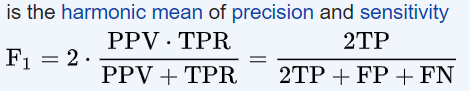 is the harmonic mean of precision and sensitivity
F₁ = 2 · PPV · TPR / PPV + TPR = 2TP / 2TP + FP + FN